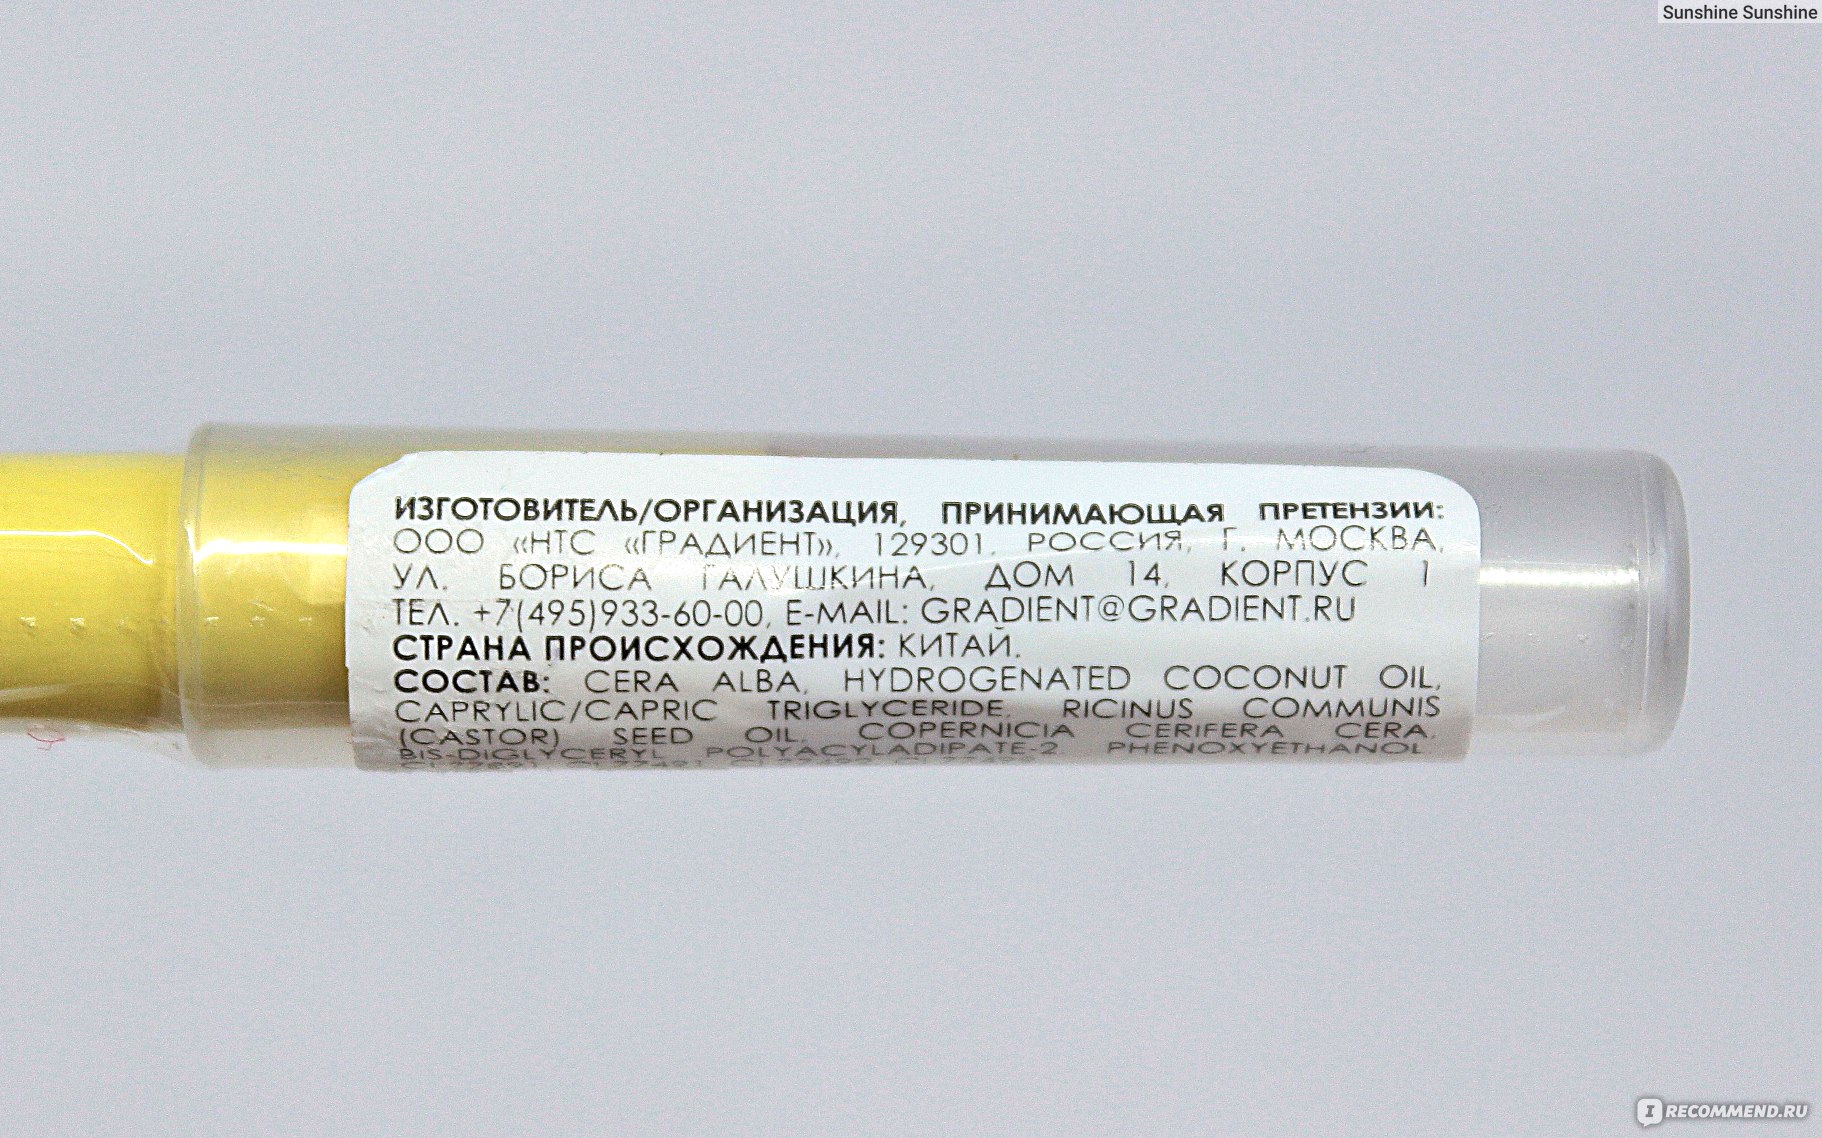 Sunshine Sunshine
ИЗГОТОВИТЕЛЬ/ОРГАНИЗАЦИЯ, ПРИНИМАЮЩАЯ ПРЕТЕНЗИИ:
ООО «НТС «ГРАДИЕНТ», 129301, РОССИЯ, Г. МОСКВА,
УЛ. БОРИСА ГАЛУШКИНА, ДОМ 14, КОРПУС 1
ТЕЛ. +7(495)933-60-00, E-MAIL: GRADIENT@GRADIENT.RU
СТРАНА ПРОИСХОЖДЕНИЯ: КИТАЙ.
СОСТАВ: CERA ALBA, HYDROGENATED COCONUT OIL,
CAPRYLIC/CAPRIC TRIGLYCERIDE, RICINUS COMMUNIS
(CASTOR) SEED OIL, COPERNICIA CERIFERA CERA,
BIS-DIGLYCERYL POLYACYLADIPATE-2 PHENOXYETHANOL
I RECOMMEND.RU